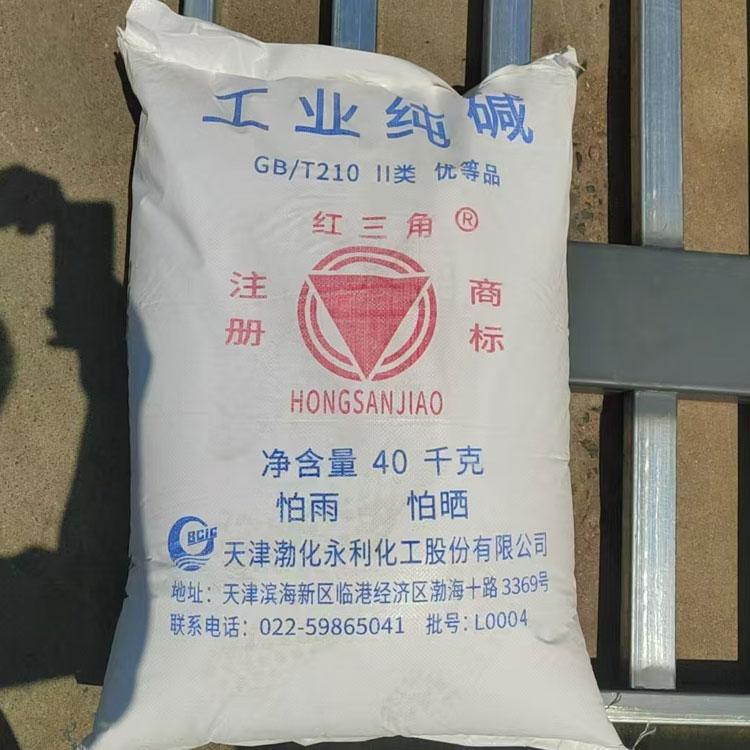 工业纯碱
GB/T210 II类 优等品
红三角®
注册
商标
HONGSANJIAO
净含量 40 千克
怕雨 怕晒
BCIG
天津渤化永利化工股份有限公司
地址：天津滨海新区临港经济区渤海十路3369号
联系电话：022-59865041 批号：L0004